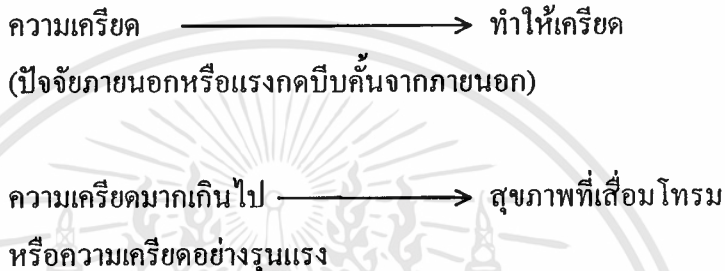 ความเครียด ———> ทำให้เครียด
(ปัจจัยภายนอกหรือแรงกดบีบคั้นจากภายนอก)
ความเครียดมากเกินไป ———> สุขภาพที่เสื่อมโทรม
หรือความเครียดอย่างรุนแรง